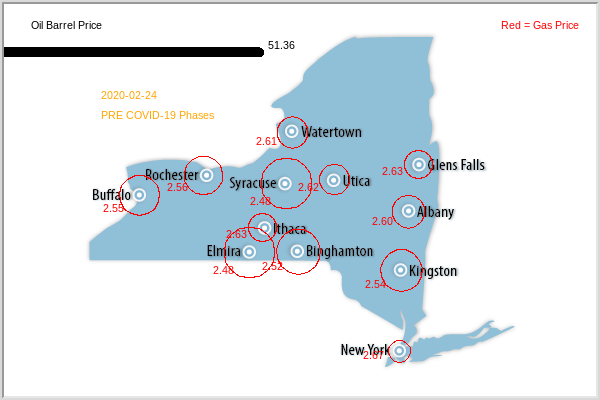 Oil Barrel Price
Red = Gas Price
51.36
2020-02-24
PRE COVID-19 Phases
Watertown
2.61
Glens Falls
2.63
Rochester
2.56
Syracuse
2.48
Utica
2.62
Buffalo
2.55
Albany
2.60
Ithaca
2.63
Elmira
2.48
Binghamton
2.52
Kingston
2.54
New York
2.67